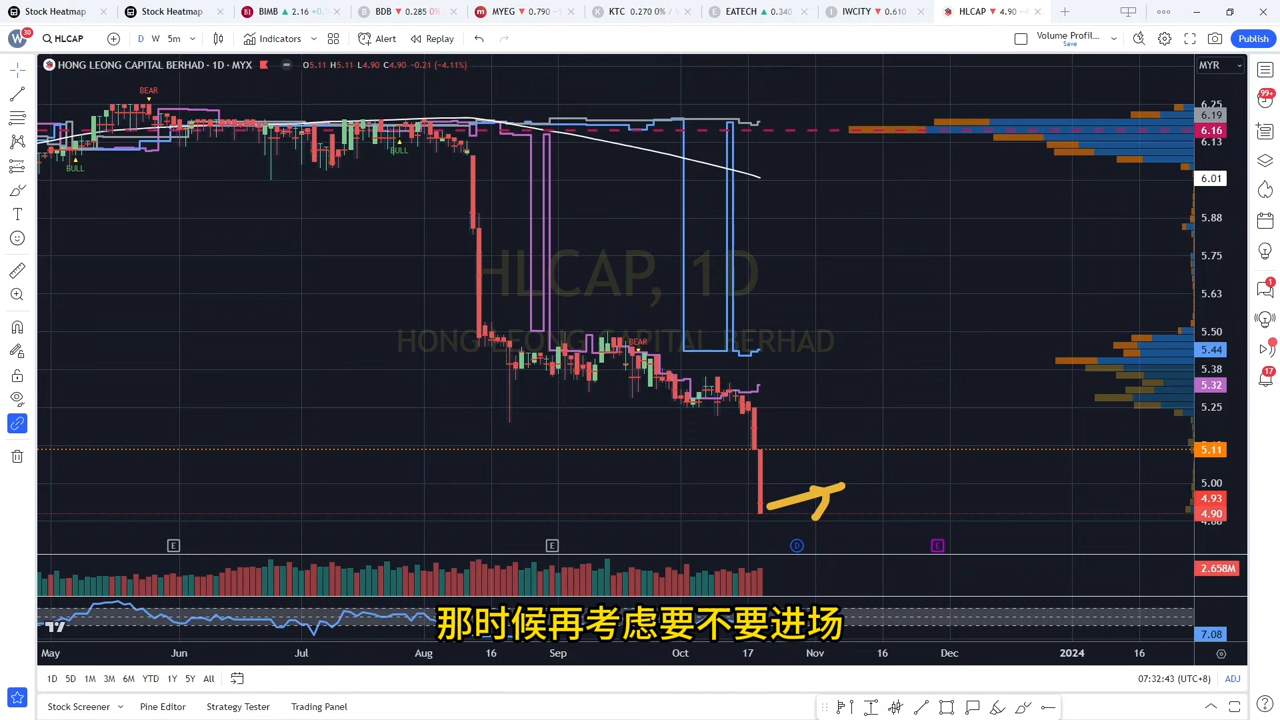 Stock Heatmap
Stock Heatmap
BIMB ▲ 2.16
BDB ▼ 0.285 0%
MYEG ▼ 0.790
KTC 0.270 0%
EATECH ▲ 0.340
IWCITY ▼ 0.610
HLCAP ▼ 4.90
W 30
HLCAP
D W 5m
Indicators
Alert
Replay
Volume Profil...
Save
Publish
HONG LEONG CAPITAL BERHAD · 1D · MYX
O5.11 H5.11 L4.90 C4.90 -0.21 (-4.11%)
MYR
BEAR
BULL
BULL
BEAR
HLCAP, 1D
HONG LEONG CAPITAL BERHAD
6.25
6.19
6.16
6.13
6.01
5.88
5.75
5.63
5.50
5.44
5.38
5.32
5.25
5.11
5.00
4.93
4.90
E
E
D
E
2.658M
7.08
那时候再考虑要不要进场
May Jun Jul Aug 16 Sep Oct 17 Nov 16 Dec 2024 16
1D 5D 1M 3M 6M YTD 1Y 5Y All
07:32:43 (UTC+8)
ADJ
Stock Screener
Pine Editor
Strategy Tester
Trading Panel
99+
1
17